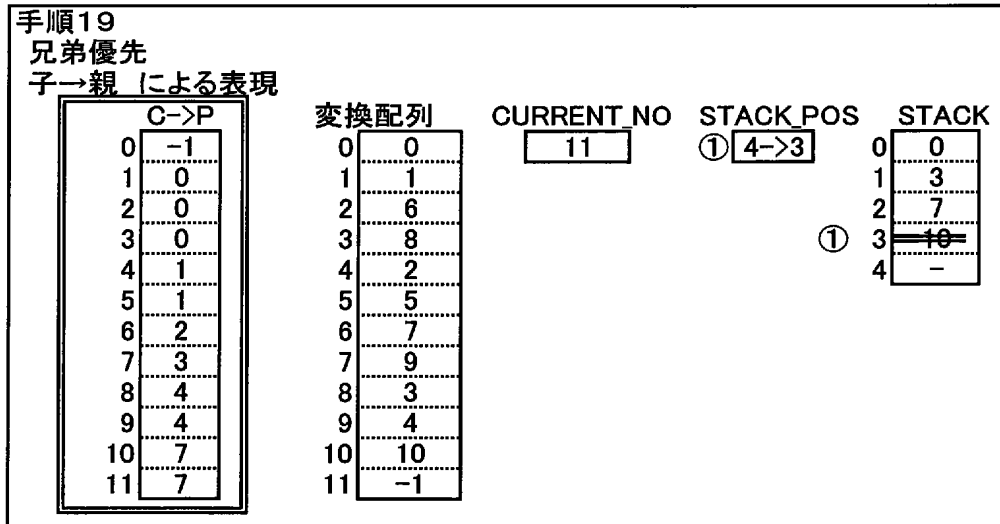 手順19
兄弟優先
子→親 による表現
C->P 変換配列 CURRENT_NO STACK_POS STACK
0 -1 0 0 11 ① 4->3 0 0
1 0 1 1 1 3
2 0 2 6 2 7
3 0 3 8 ① 3 10
4 1 4 2 4 -
5 1 5 5
6 2 6 7
7 3 7 9
8 4 8 3
9 4 9 4
10 7 10 10
11 7 11 -1